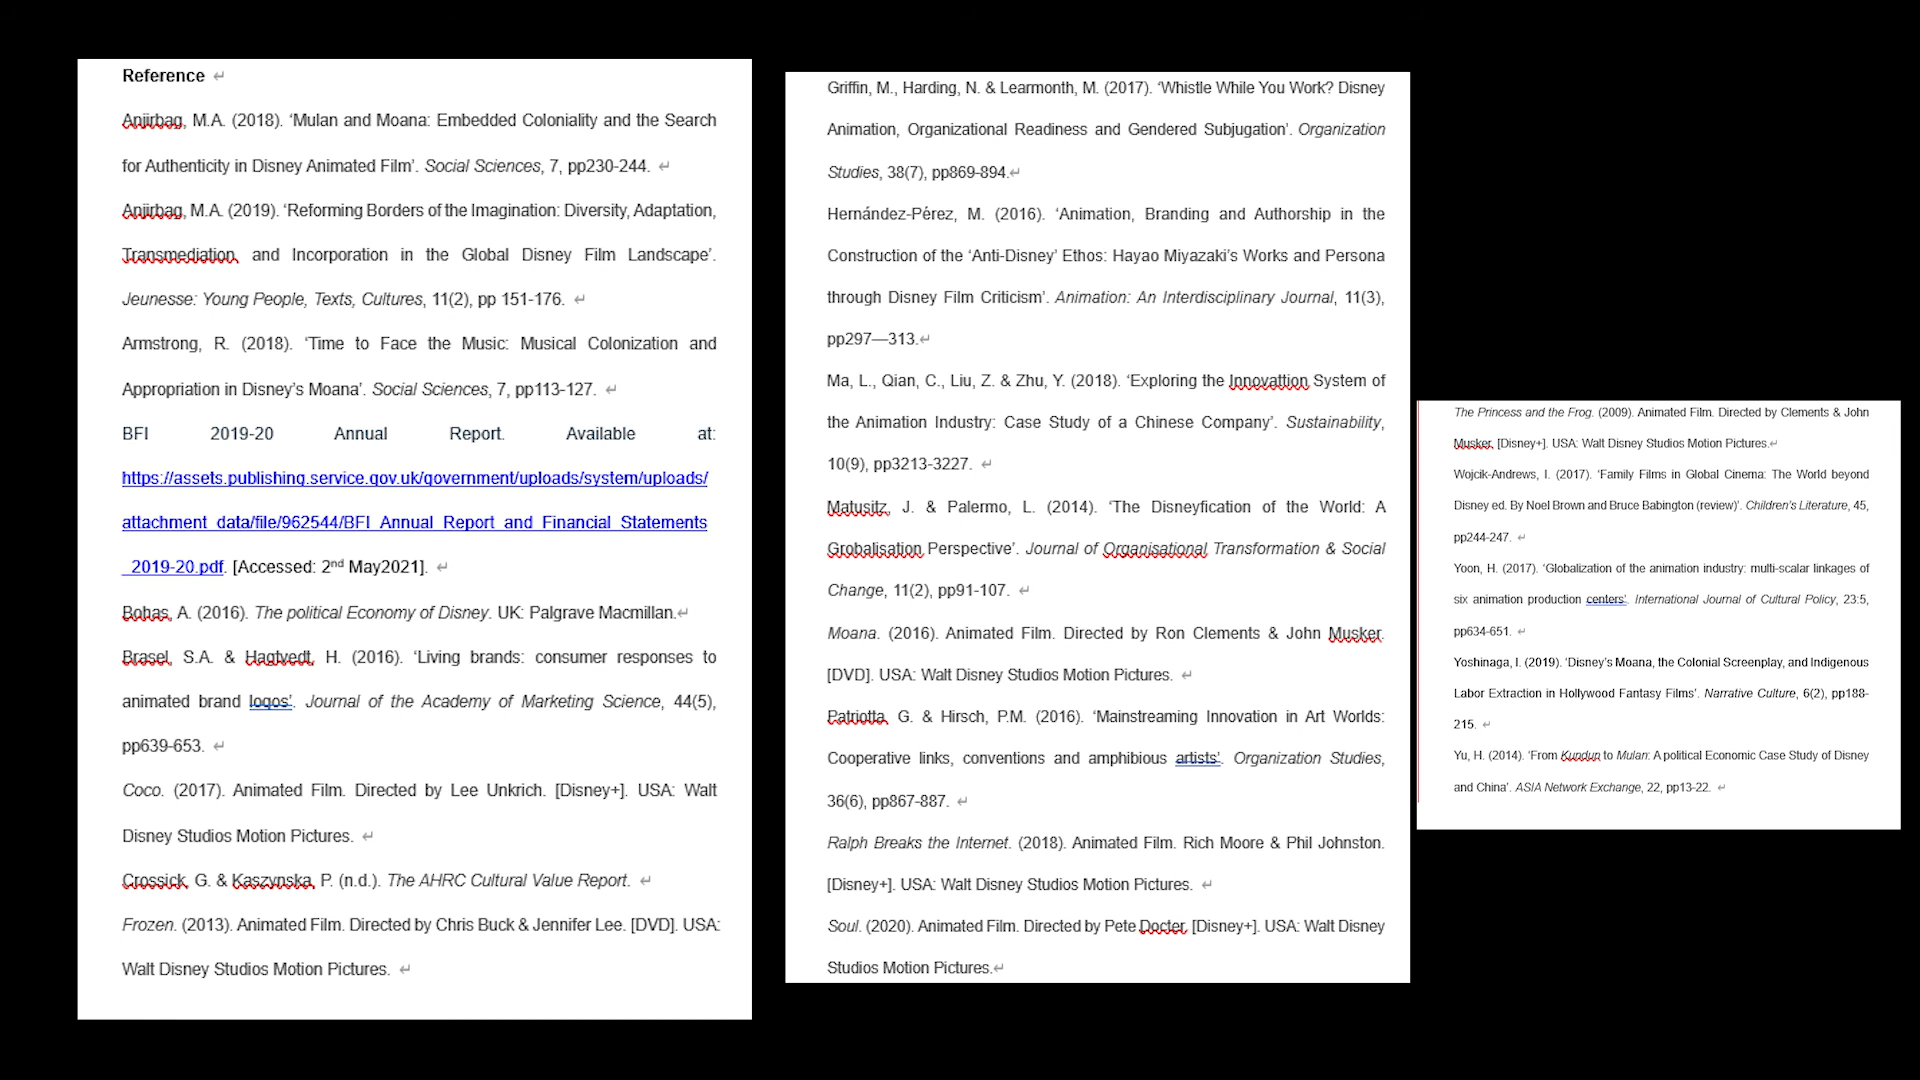 Reference
Anjirbag, M.A. (2018). ‘Mulan and Moana: Embedded Coloniality and the Search
for Authenticity in Disney Animated Film’. Social Sciences, 7, pp230-244.
Anjirbag, M.A. (2019). ‘Reforming Borders of the Imagination: Diversity, Adaptation,
Transmediation, and Incorporation in the Global Disney Film Landscape’.
Jeunesse: Young People, Texts, Cultures, 11(2), pp 151-176.
Armstrong, R. (2018). ‘Time to Face the Music: Musical Colonization and
Appropriation in Disney’s Moana’. Social Sciences, 7, pp113-127.
BFI 2019-20 Annual Report. Available at:
https://assets.publishing.service.gov.uk/government/uploads/system/uploads/
attachment_data/file/962544/BFI_Annual_Report_and_Financial_Statements
_2019-20.pdf. [Accessed: 2nd May2021].
Bohas, A. (2016). The political Economy of Disney. UK: Palgrave Macmillan.
Brasel, S.A. & Hagtvedt, H. (2016). ‘Living brands: consumer responses to
animated brand logos’. Journal of the Academy of Marketing Science, 44(5),
pp639-653.
Coco. (2017). Animated Film. Directed by Lee Unkrich. [Disney+]. USA: Walt
Disney Studios Motion Pictures.
Crossick, G. & Kaszynska, P. (n.d.). The AHRC Cultural Value Report.
Frozen. (2013). Animated Film. Directed by Chris Buck & Jennifer Lee. [DVD]. USA:
Walt Disney Studios Motion Pictures.
Griffin, M., Harding, N. & Learmonth, M. (2017). ‘Whistle While You Work? Disney
Animation, Organizational Readiness and Gendered Subjugation’. Organization
Studies, 38(7), pp869-894.
Hernández-Pérez, M. (2016). ‘Animation, Branding and Authorship in the
Construction of the ‘Anti-Disney’ Ethos: Hayao Miyazaki’s Works and Persona
through Disney Film Criticism’. Animation: An Interdisciplinary Journal, 11(3),
pp297—313.
Ma, L., Qian, C., Liu, Z. & Zhu, Y. (2018). ‘Exploring the Innovattion System of
the Animation Industry: Case Study of a Chinese Company’. Sustainability,
10(9), pp3213-3227.
Matusitz, J. & Palermo, L. (2014). ‘The Disneyfication of the World: A
Grobalisation Perspective’. Journal of Organisational Transformation & Social
Change, 11(2), pp91-107.
Moana. (2016). Animated Film. Directed by Ron Clements & John Musker.
[DVD]. USA: Walt Disney Studios Motion Pictures.
Patriotta, G. & Hirsch, P.M. (2016). ‘Mainstreaming Innovation in Art Worlds:
Cooperative links, conventions and amphibious artists’. Organization Studies,
36(6), pp867-887.
Ralph Breaks the Internet. (2018). Animated Film. Rich Moore & Phil Johnston.
[Disney+]. USA: Walt Disney Studios Motion Pictures.
Soul. (2020). Animated Film. Directed by Pete Docter. [Disney+]. USA: Walt Disney
Studios Motion Pictures.
The Princess and the Frog. (2009). Animated Film. Directed by Clements & John
Musker. [Disney+]. USA: Walt Disney Studios Motion Pictures.
Wojcik-Andrews, I. (2017). ‘Family Films in Global Cinema: The World beyond
Disney ed. By Noel Brown and Bruce Babington (review)’. Children’s Literature, 45,
pp244-247.
Yoon, H. (2017). ‘Globalization of the animation industry: multi-scalar linkages of
six animation production centers’. International Journal of Cultural Policy, 23:5,
pp634-651.
Yoshinaga, I. (2019). ‘Disney’s Moana, the Colonial Screenplay, and Indigenous
Labor Extraction in Hollywood Fantasy Films’. Narrative Culture, 6(2), pp188-
215.
Yu, H. (2014). ‘From Kundun to Mulan: A political Economic Case Study of Disney
and China’. ASIA Network Exchange, 22, pp13-22.